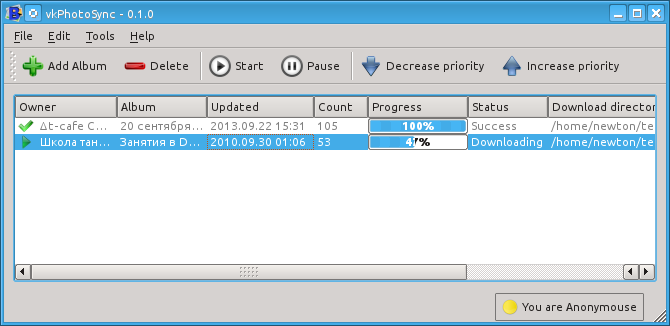 vkPhotoSync - 0.1.0
File Edit Tools Help
Add Album Delete Start Pause Decrease priority Increase priority
Owner Album Updated Count Progress Status Download director
Δt-cafe C... 20 сентября... 2013.09.22 15:31 105 100% Success /home/newton/te
Школа тан... Занятия в D... 2010.09.30 01:06 53 47% Downloading /home/newton/te
You are Anonymouse